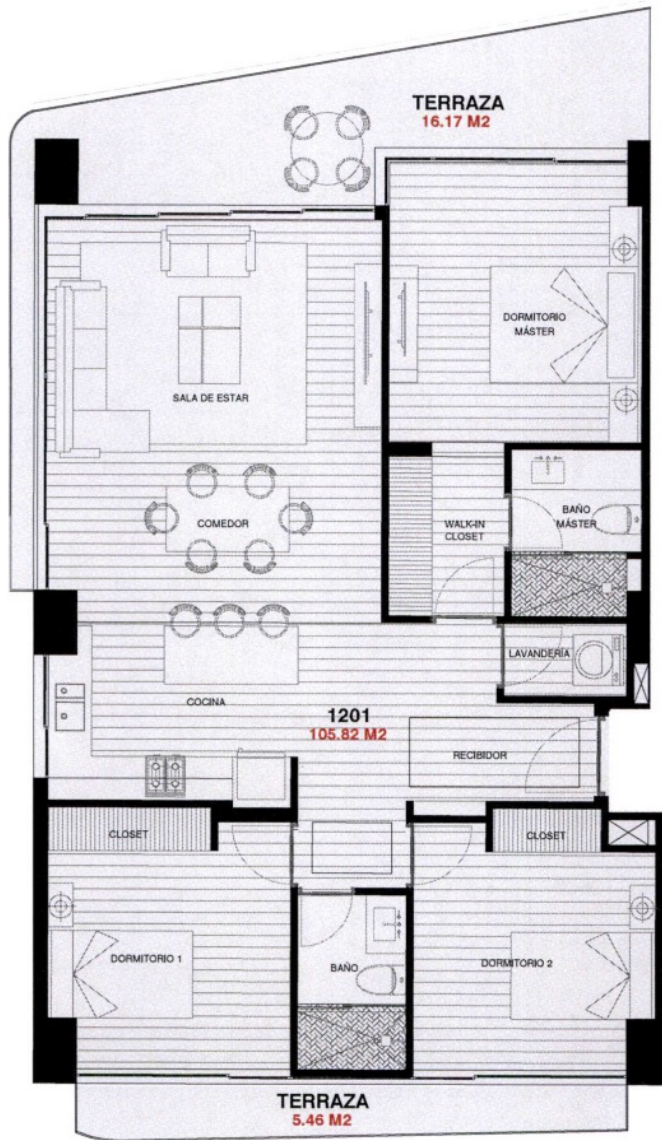 TERRAZA
16.17 M2
DORMITORIO
MÁSTER
SALA DE ESTAR
COMEDOR
WALK-IN
CLOSET
BAÑO
MÁSTER
LAVANDERÍA
COCINA
1201
105.82 M2
RECIBIDOR
CLOSET
CLOSET
DORMITORIO 1
BAÑO
DORMITORIO 2
TERRAZA
5.46 M2